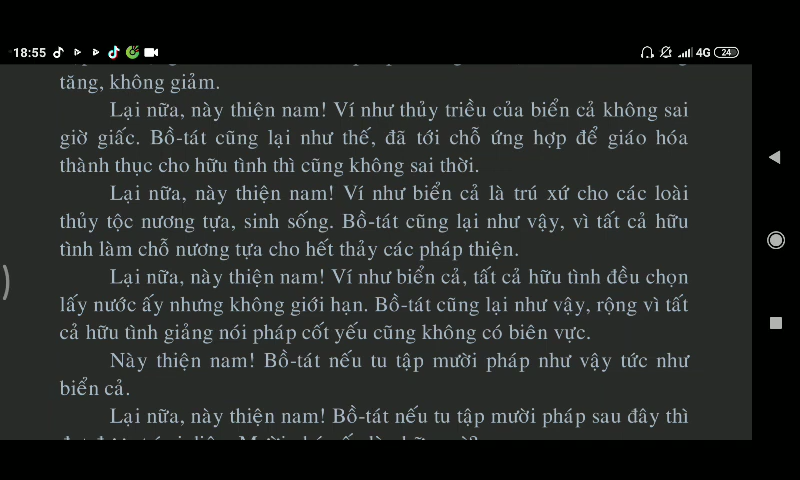 18:55 4G 24
tăng, không giảm.
Lại nữa, này thiện nam! Ví như thủy triều của biển cả không sai
giờ giấc. Bồ-tát cũng lại như thế, đã tới chỗ ứng hợp để giáo hóa
thành thục cho hữu tình thì cũng không sai thời.
Lại nữa, này thiện nam! Ví như biển cả là trú xứ cho các loài
thủy tộc nương tựa, sinh sống. Bồ-tát cũng lại như vậy, vì tất cả hữu
tình làm chỗ nương tựa cho hết thảy các pháp thiện.
Lại nữa, này thiện nam! Ví như biển cả, tất cả hữu tình đều chọn
lấy nước ấy nhưng không giới hạn. Bồ-tát cũng lại như vậy, rộng vì tất
cả hữu tình giảng nói pháp cốt yếu cũng không có biên vực.
Này thiện nam! Bồ-tát nếu tu tập mười pháp như vậy tức như
biển cả.
Lại nữa, này thiện nam! Bồ-tát nếu tu tập mười pháp sau đây thì